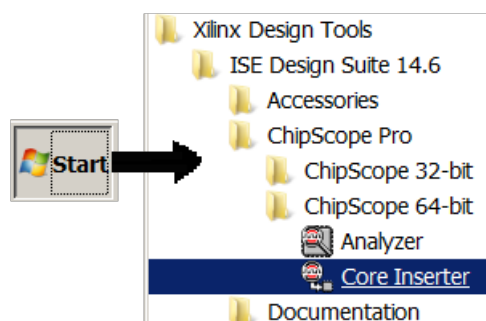 Xilinx Design Tools
ISE Design Suite 14.6
Accessories
ChipScope Pro
Start
ChipScope 32-bit
ChipScope 64-bit
Analyzer
Core Inserter
Documentation